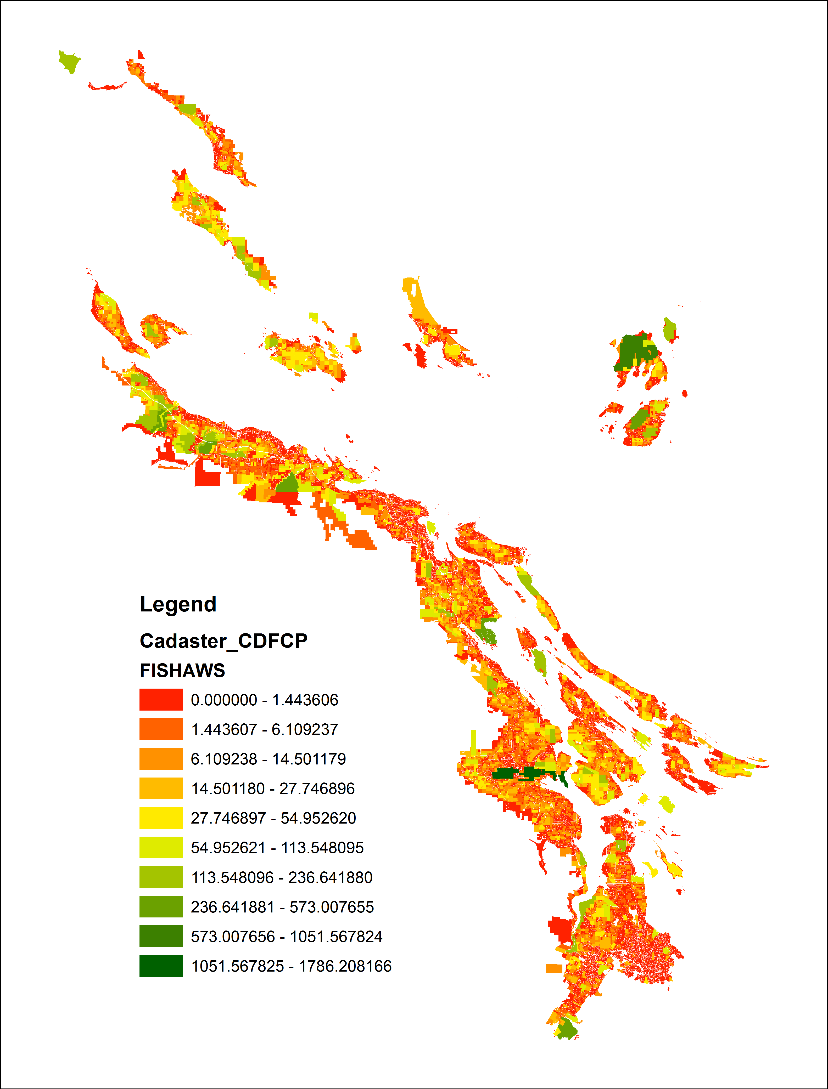 Legend
Cadaster_CDFCP
FISHAWS
0.000000 - 1.443606
1.443607 - 6.109237
6.109238 - 14.501179
14.501180 - 27.746896
27.746897 - 54.952620
54.952621 - 113.548095
113.548096 - 236.641880
236.641881 - 573.007655
573.007656 - 1051.567824
1051.567825 - 1786.208166